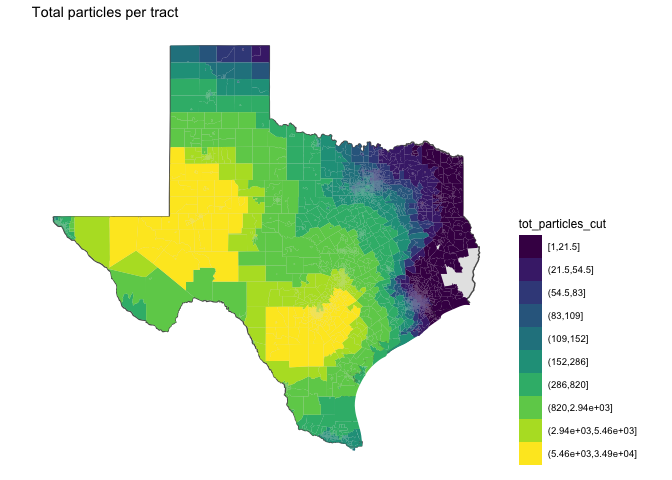 Total particles per tract
tot_particles_cut
[1,21.5]
(21.5,54.5]
(54.5,83]
(83,109]
(109,152]
(152,286]
(286,820]
(820,2.94e+03]
(2.94e+03,5.46e+03]
(5.46e+03,3.49e+04]